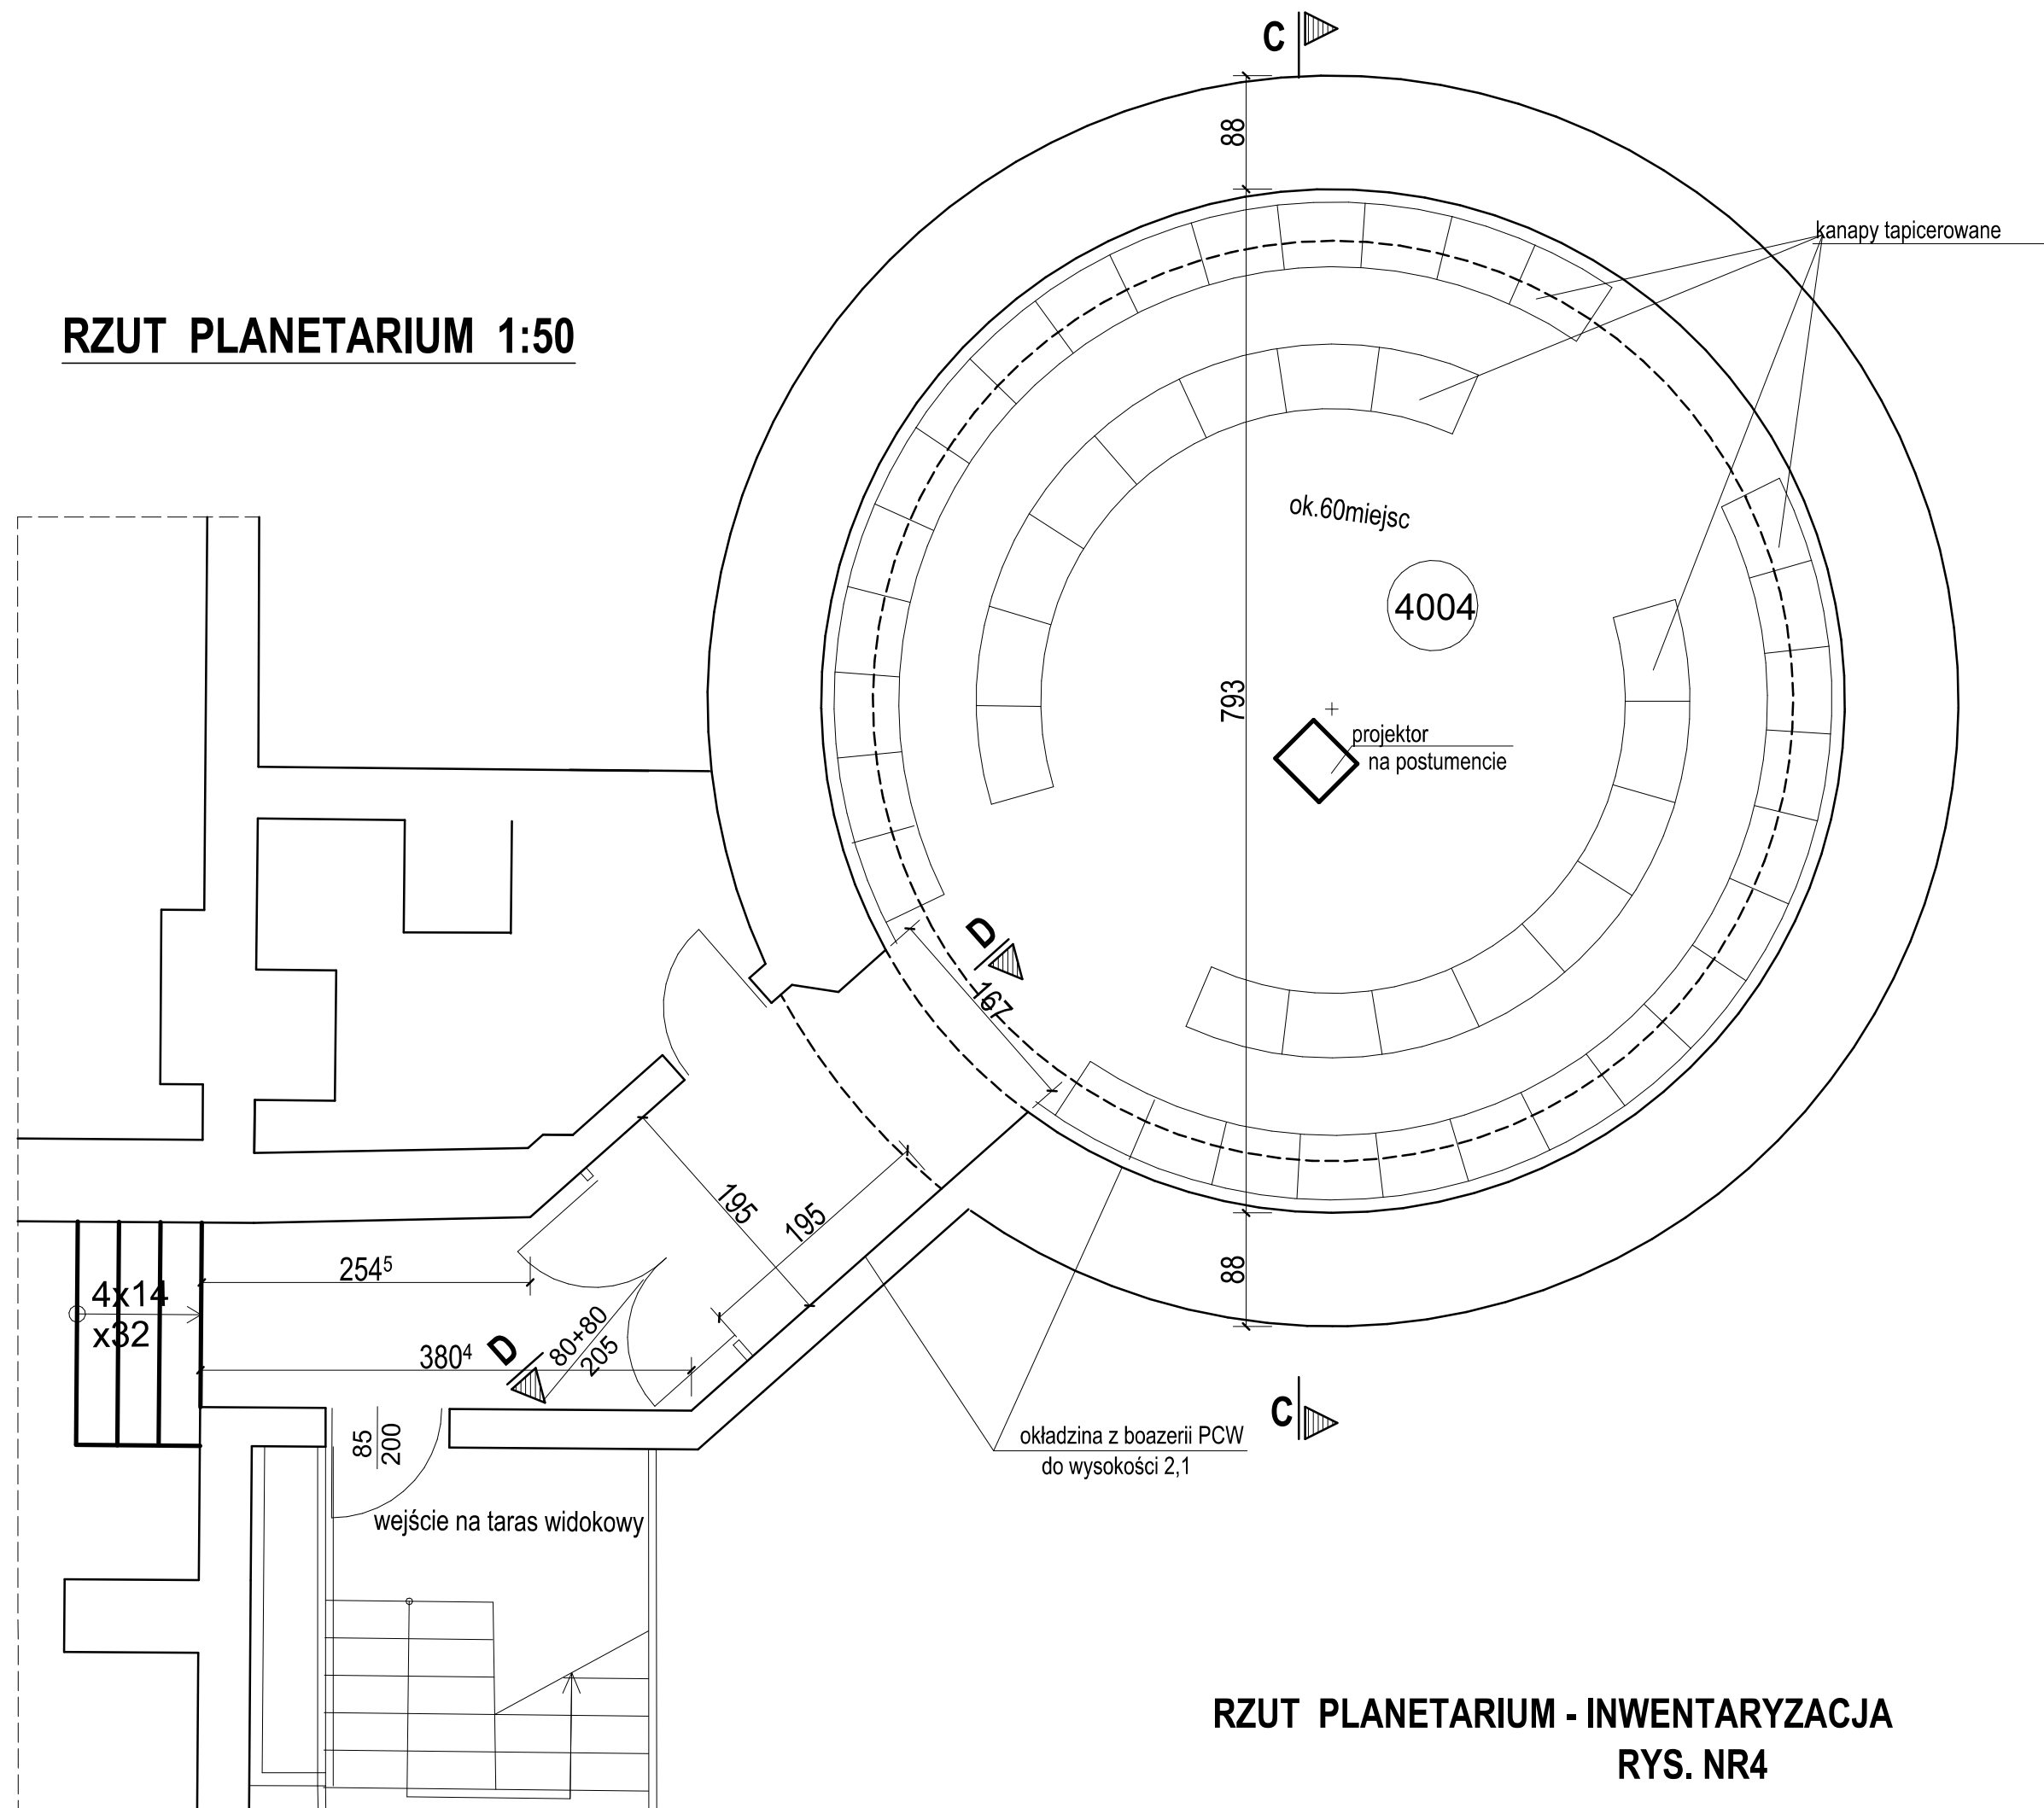 C
88
kanapy tapicerowane
RZUT PLANETARIUM 1:50
ok.60miejsc
4004
793
projektor
na postumencie
D
167
195
195
254⁵
88
4x14
x32
80+80
205
D
380⁴
C
85
200
okładzina z boazerii PCW
do wysokości 2,1
wejście na taras widokowy
RZUT PLANETARIUM - INWENTARYZACJA
RYS. NR4